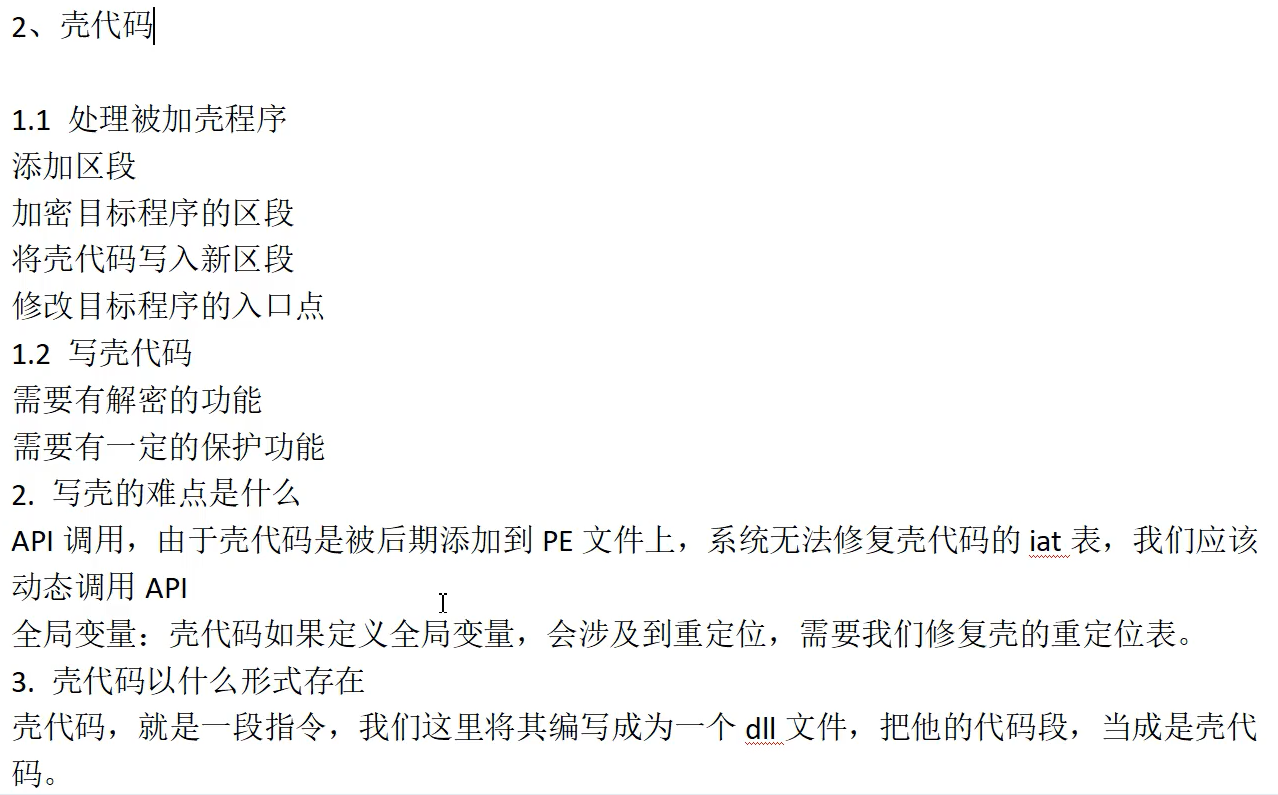 2、壳代码
1.1 处理被加壳程序
添加区段
加密目标程序的区段
将壳代码写入新区段
修改目标程序的入口点
1.2 写壳代码
需要有解密的功能
需要有一定的保护功能
2. 写壳的难点是什么
API 调用，由于壳代码是被后期添加到 PE 文件上，系统无法修复壳代码的 iat 表，我们应该
动态调用 API
全局变量：壳代码如果定义全局变量，会涉及到重定位，需要我们修复壳的重定位表。
3. 壳代码以什么形式存在
壳代码，就是一段指令，我们这里将其编写成为一个 dll 文件，把他的代码段，当成是壳代
码。